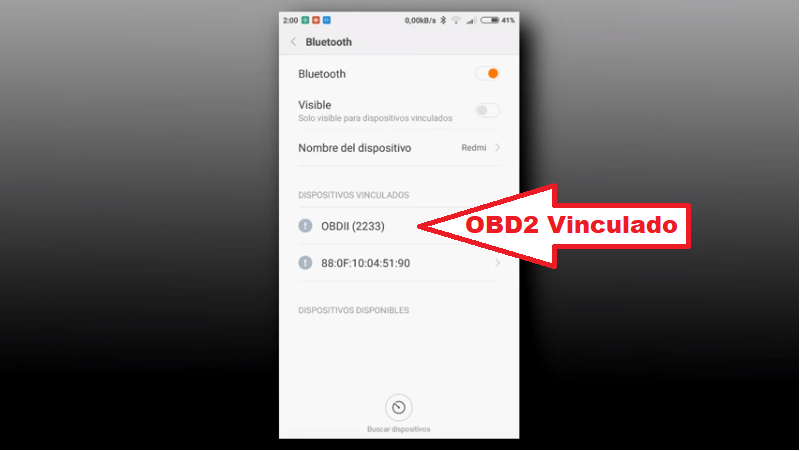 2:00 0,00kB/s 41%
Bluetooth
Bluetooth
Visible
Solo visible para dispositivos vinculados
Nombre del dispositivo Redmi
DISPOSITIVOS VINCULADOS
OBDII (2233)
OBD2 Vinculado
88:0F:10:04:51:90
DISPOSITIVOS DISPONIBLES
Buscar dispositivos